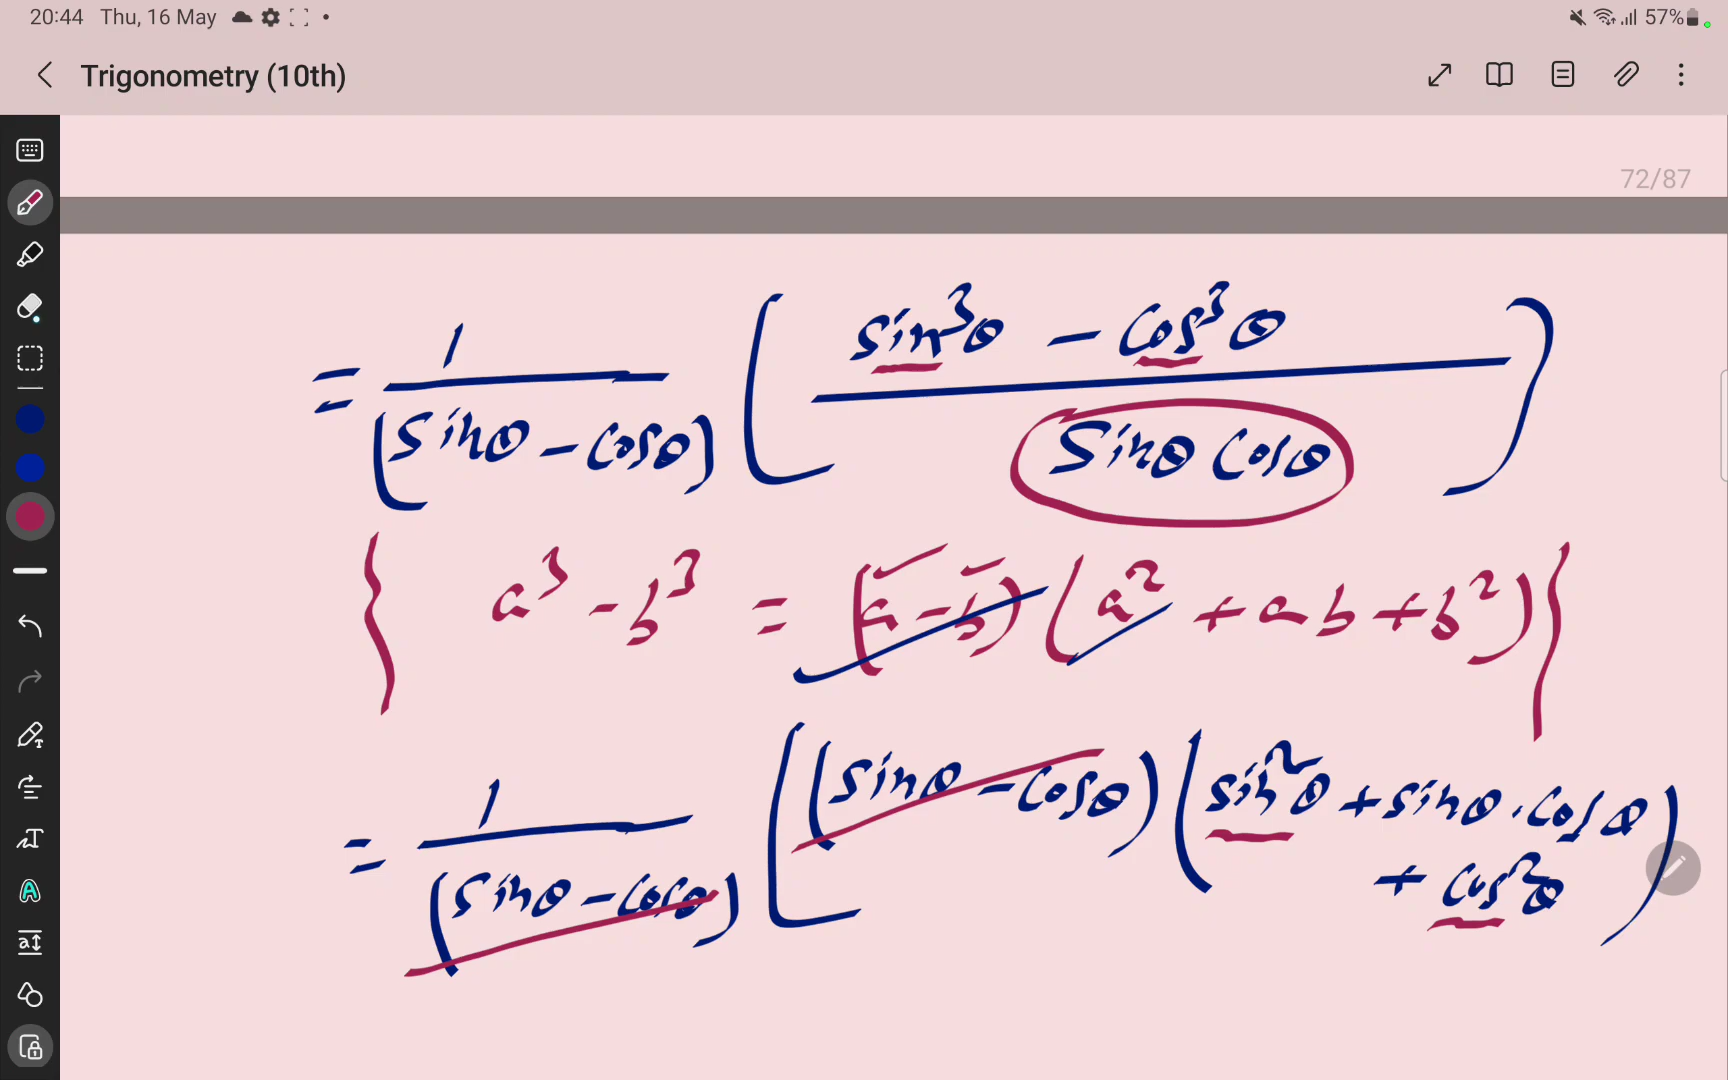 20:44 Thu, 16 May 57%
Trigonometry (10th)
72/87
= 1/(sinθ - cosθ) [ (sin³θ - cos³θ)/(sinθ cosθ) ]
{ a³ - b³ = (a - b)(a² + ab + b²) }
= 1/(sinθ - cosθ) [ (sinθ - cosθ)(sin²θ + sinθ·cosθ
+ cos²θ)